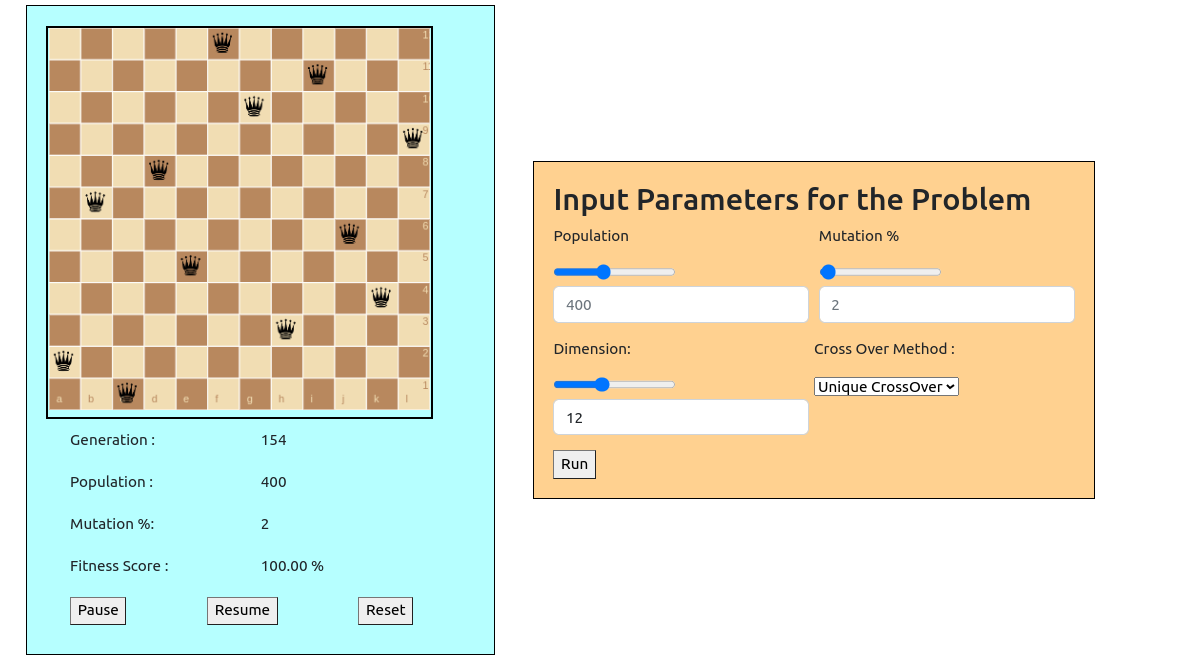 1
1
1
9
8
7
6
5
4
3
2
1
a b d e f g h i j k l
Generation : 154
Population : 400
Mutation %: 2
Fitness Score : 100.00 %
Pause Resume Reset
Input Parameters for the Problem
Population Mutation %
400 2
Dimension: Cross Over Method :
Unique CrossOver
12
Run